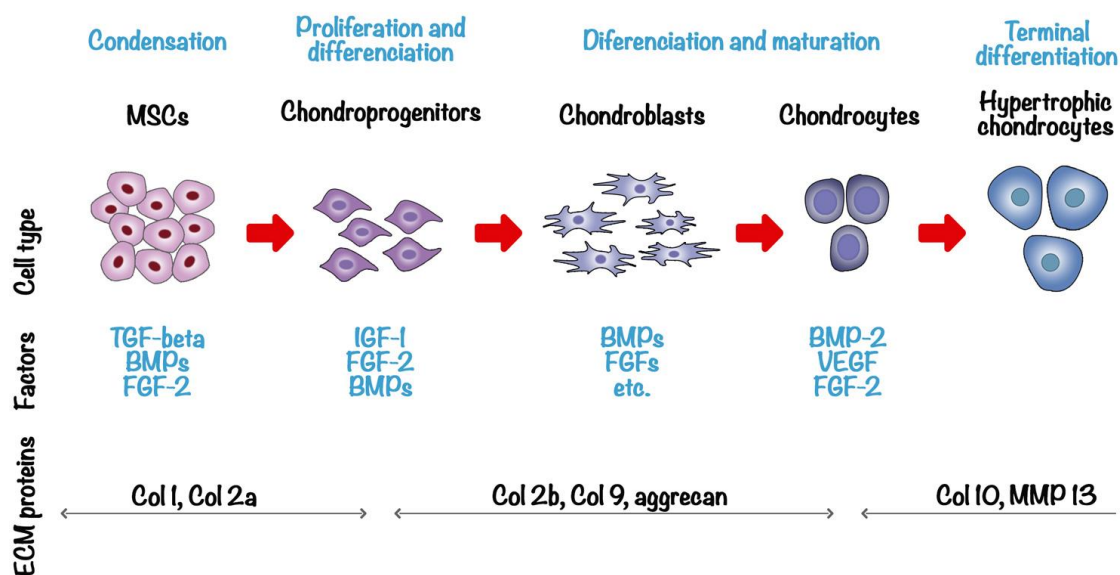 Condensation
Proliferation and
differenciation
Diferenciation and maturation
Terminal
differentiation
MSCs
Chondroprogenitors
Chondroblasts
Chondrocytes
Hypertrophic
chondrocytes
Cell type
Factors
TGF-beta
BMPs
FGF-2
IGF-1
FGF-2
BMPs
BMPs
FGFs
etc.
BMP-2
VEGF
FGF-2
ECM proteins
Col 1, Col 2a
Col 2b, Col 9, aggrecan
Col 10, MMP 13